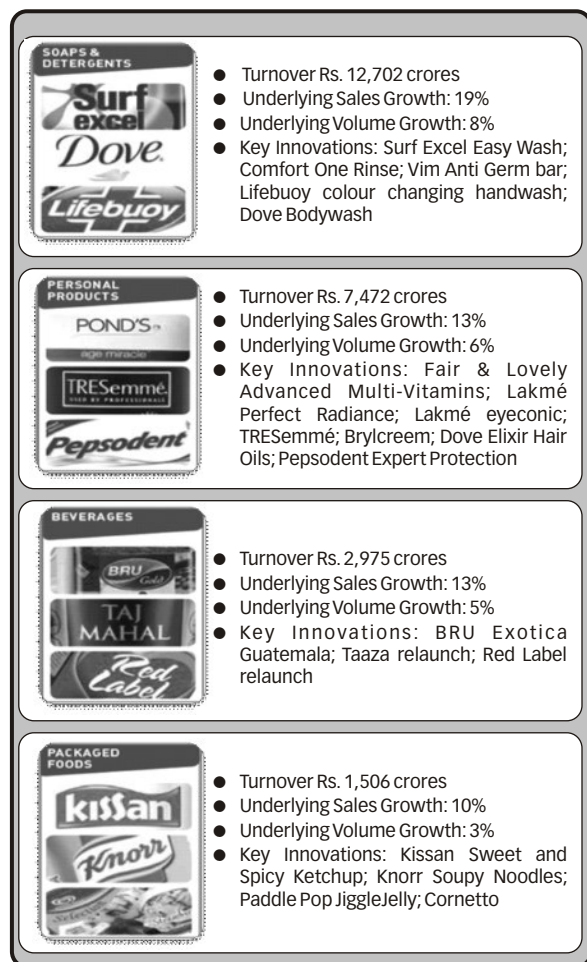 SOAPS &
DETERGENTS
Surf
excel
Dove
Lifebuoy
● Turnover Rs. 12,702 crores
● Underlying Sales Growth: 19%
● Underlying Volume Growth: 8%
● Key Innovations: Surf Excel Easy Wash;
Comfort One Rinse; Vim Anti Germ bar;
Lifebuoy colour changing handwash;
Dove Bodywash
PERSONAL
PRODUCTS
POND'S
age miracle
TRESemmé
USED BY PROFESSIONALS
Pepsodent
● Turnover Rs. 7,472 crores
● Underlying Sales Growth: 13%
● Underlying Volume Growth: 6%
● Key Innovations: Fair & Lovely
Advanced Multi-Vitamins; Lakmé
Perfect Radiance; Lakmé eyeconic;
TRESemmé; Brylcreem; Dove Elixir Hair
Oils; Pepsodent Expert Protection
BEVERAGES
BRU
Gold
TAJ
MAHAL
Red
Label
● Turnover Rs. 2,975 crores
● Underlying Sales Growth: 13%
● Underlying Volume Growth: 5%
● Key Innovations: BRU Exotica
Guatemala; Taaza relaunch; Red Label
relaunch
PACKAGED
FOODS
kissan
Knorr
● Turnover Rs. 1,506 crores
● Underlying Sales Growth: 10%
● Underlying Volume Growth: 3%
● Key Innovations: Kissan Sweet and
Spicy Ketchup; Knorr Soupy Noodles;
Paddle Pop JiggleJelly; Cornetto